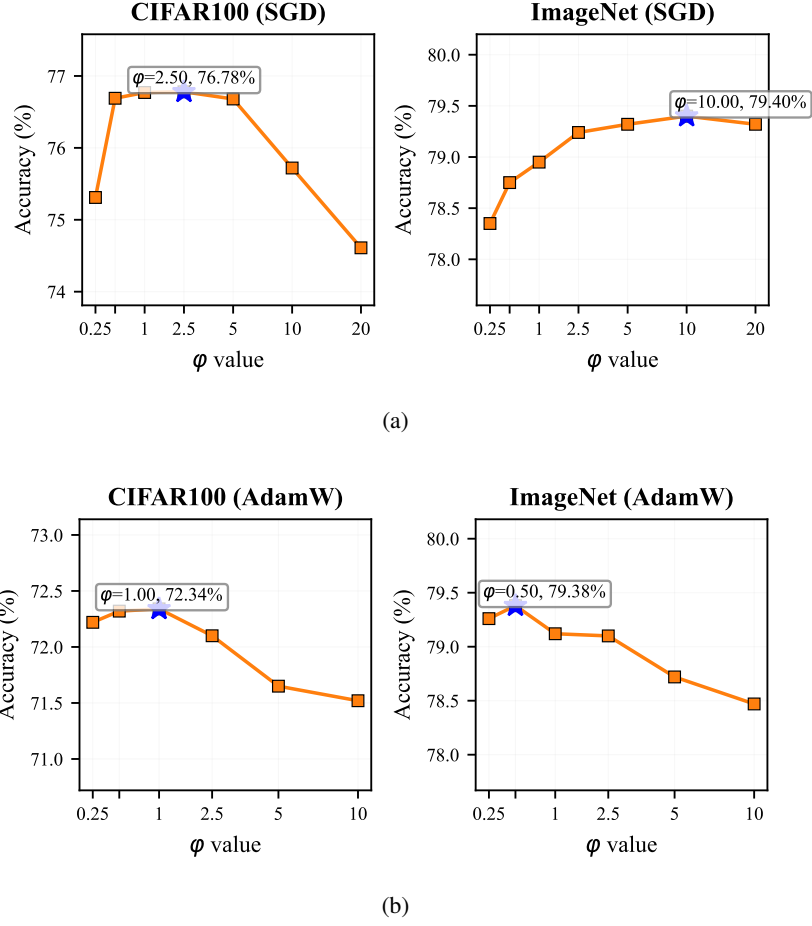 CIFAR100 (SGD)
φ=2.50, 76.78%
Accuracy (%)
77
76
75
74
0.25 1 2.5 5 10 20
φ value
ImageNet (SGD)
φ=10.00, 79.40%
Accuracy (%)
80.0
79.5
79.0
78.5
78.0
0.25 1 2.5 5 10 20
φ value
(a)
CIFAR100 (AdamW)
φ=1.00, 72.34%
Accuracy (%)
73.0
72.5
72.0
71.5
71.0
0.25 1 2.5 5 10
φ value
ImageNet (AdamW)
φ=0.50, 79.38%
Accuracy (%)
80.0
79.5
79.0
78.5
78.0
0.25 1 2.5 5 10
φ value
(b)